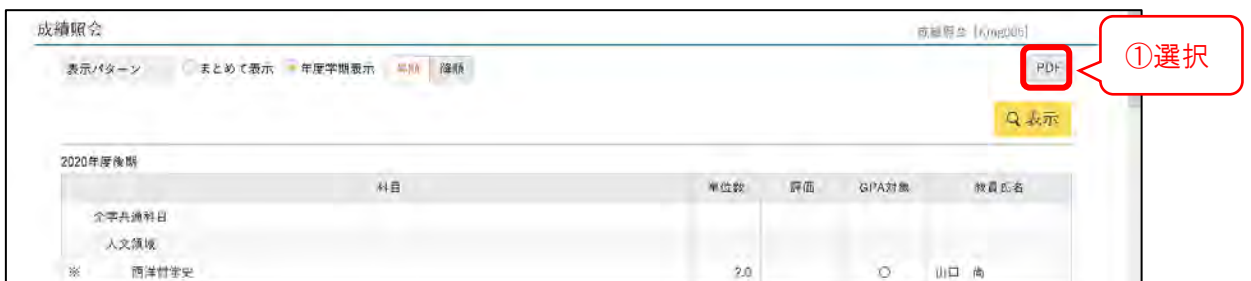 成績照会
成績照会 [Kjmg005]
①選択
表示パターン まとめて表示 年度学期表示 昇順 降順 PDF
表示
2020年度後期
科目 単位数 評価 GPA対象 教員氏名
全学共通科目
人文領域
※ 西洋哲学史 2.0 ○ 山口 尚